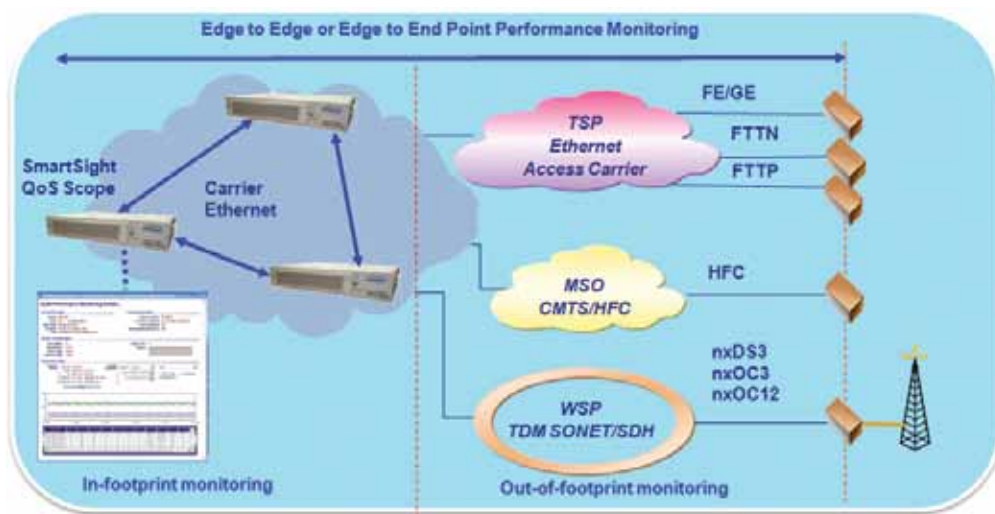 Edge to Edge or Edge to End Point Performance Monitoring
SmartSight
QoS Scope
Carrier
Ethernet
TSP
Ethernet
Access Carrier
FE/GE
FTTN
FTTP
MSO
CMTS/HFC
HFC
WSP
TDM SONET/SDH
nxDS3
nxOC3
nxOC12
In-footprint monitoring
Out-of-footprint monitoring